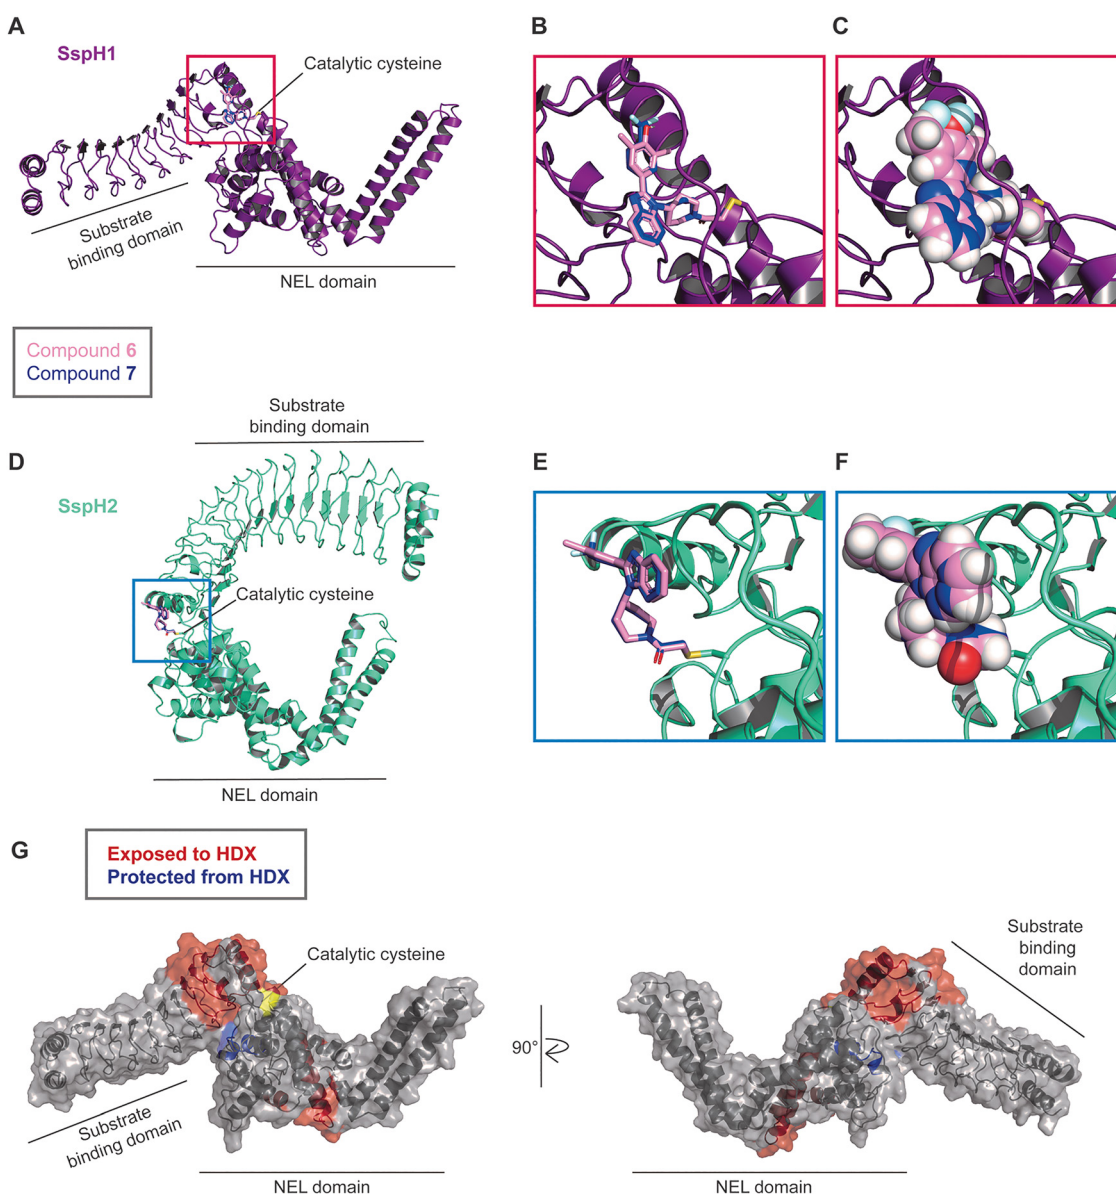 A
SspH1
Catalytic cysteine
Substrate
binding domain
NEL domain
B
C
Compound 6
Compound 7
D
SspH2
Substrate
binding domain
Catalytic cysteine
NEL domain
E
F
G
Exposed to HDX
Protected from HDX
Catalytic cysteine
Substrate
binding domain
NEL domain
90°
Substrate
binding
domain
NEL domain